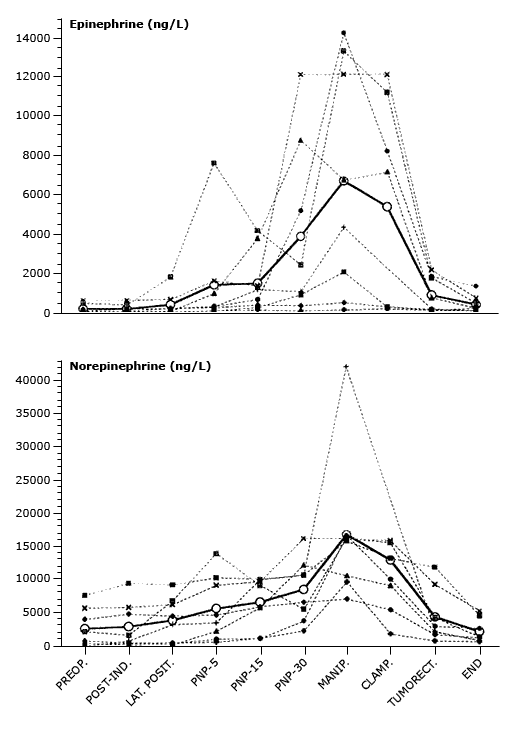 Epinephrine (ng/L)
14000
12000
10000
8000
6000
4000
2000
0
Norepinephrine (ng/L)
40000
35000
30000
25000
20000
15000
10000
5000
0
PREOP.
POST-IND.
LAT. POSIT.
PNP-5
PNP-15
PNP-30
MANIP.
CLAMP.
TUMORECT.
END